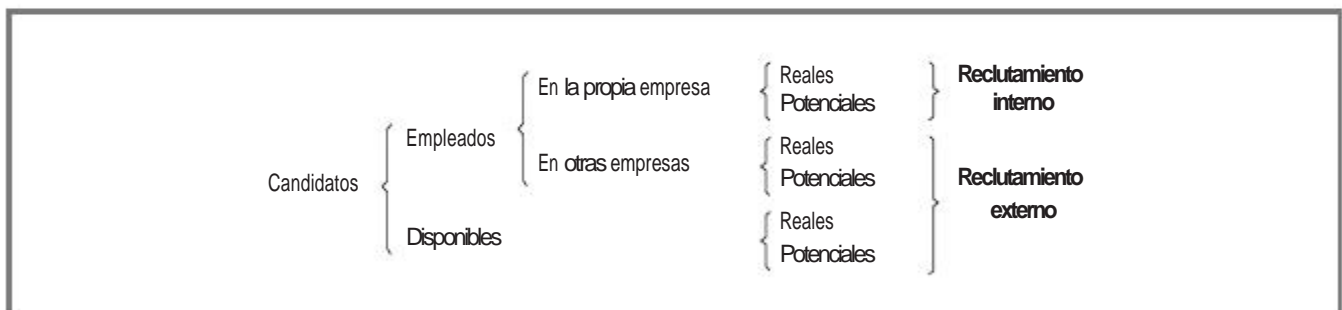 En la propia empresa
Reales
Potenciales
Reclutamiento
interno
Empleados
En otras empresas
Reales
Potenciales
Candidatos
Reclutamiento
externo
Disponibles
Reales
Potenciales